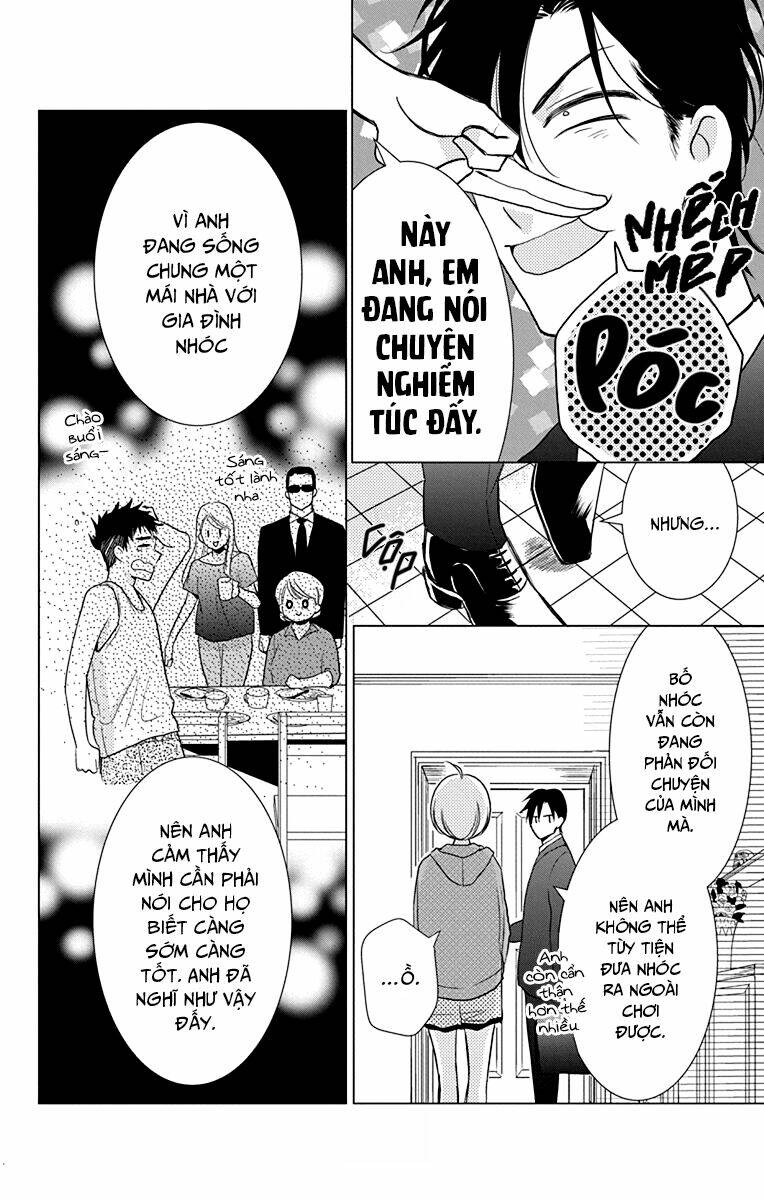 NHẾCH
MÉP
PÓC
NÀY
ANH, EM
ĐANG NÓI
CHUYỆN
NGHIÊM
TÚC ĐẤY.
NHƯNG...
CỘP
BỐ
NHÓC
VẪN CÒN
ĐANG
PHẢN ĐỐI
CHUYỆN
CỦA MÌNH
MÀ.
NÊN ANH
KHÔNG THỂ
TÙY TIỆN
ĐƯA NHÓC
RA NGOÀI
CHƠI
ĐƯỢC.
Anh
còn cẩn
thận
hơn thế
nhiều
...Ồ.
VÌ ANH
ĐANG SỐNG
CHUNG MỘT
MÁI NHÀ VỚI
GIA ĐÌNH
NHÓC
Chào
buổi
sáng~
Sáng
tốt lành
nha
NÊN ANH
CẢM THẤY
MÌNH CẦN PHẢI
NÓI CHO HỌ
BIẾT CÀNG
SỚM CÀNG
TỐT. ANH ĐÃ
NGHĨ NHƯ VẬY
ĐẤY.